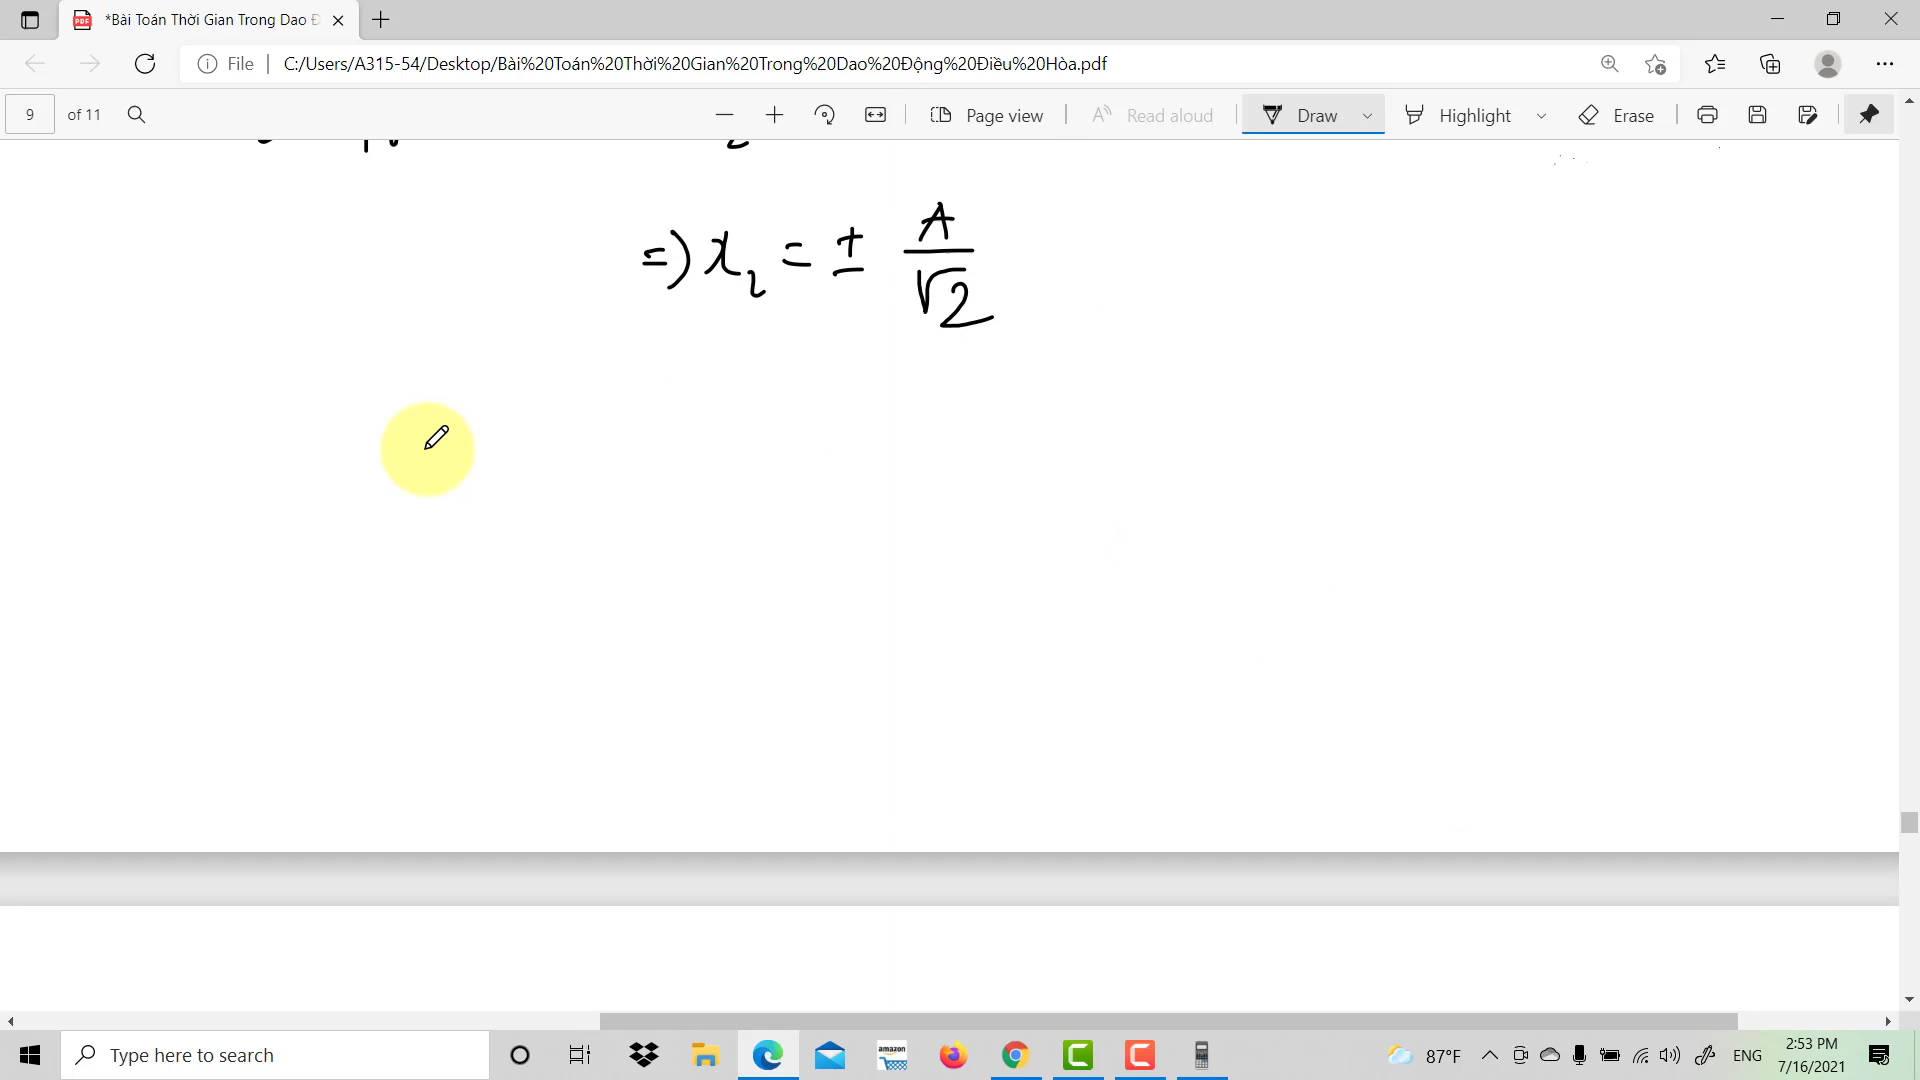 *Bài Toán Thời Gian Trong Dao Đ
File
C:/Users/A315-54/Desktop/Bài%20Toán%20Thời%20Gian%20Trong%20Dao%20Động%20Điều%20Hòa.pdf
9 of 11
Page view
Read aloud
Draw
Highlight
Erase
=) x₂ = ± A/√2
Type here to search
amazon
87°F
ENG
2:53 PM
7/16/2021